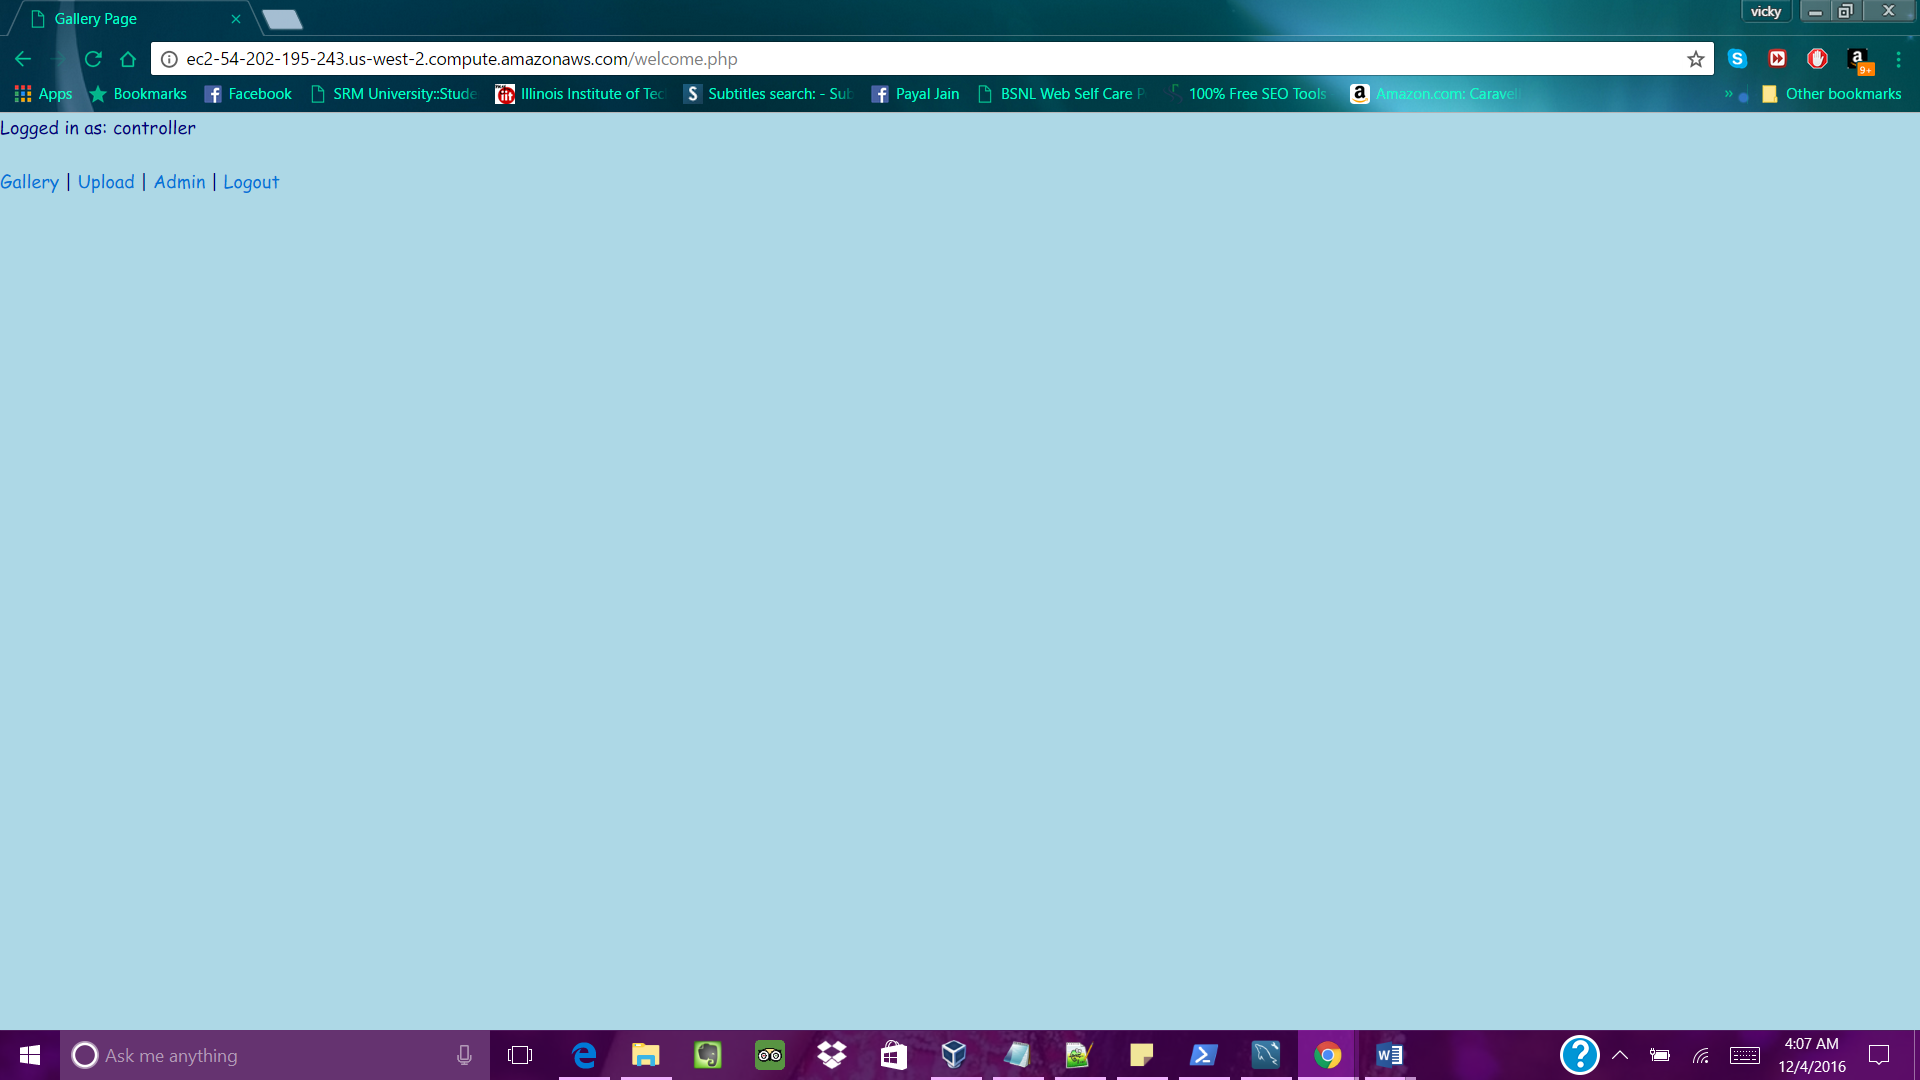 Gallery Page
vicky
ec2-54-202-195-243.us-west-2.compute.amazonaws.com/welcome.php
9+
Apps Bookmarks Facebook SRM University::Stude Illinois Institute of Tec Subtitles search: - Sub Payal Jain BSNL Web Self Care P 100% Free SEO Tools Amazon.com: Caravell » Other bookmarks
Logged in as: controller
Gallery | Upload | Admin | Logout
Ask me anything
4:07 AM
12/4/2016